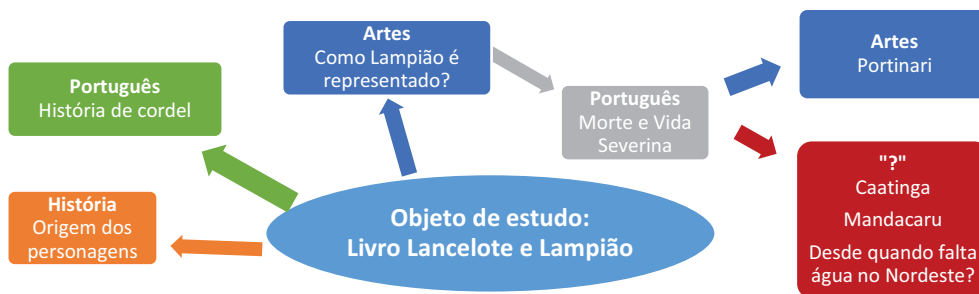 Artes
Como Lampião é
representado?
Artes
Portinari
Português
História de cordel
Português
Morte e Vida
Severina
"?"
Caatinga
Mandacaru
Desde quando falta
água no Nordeste?
História
Origem dos
personagens
Objeto de estudo:
Livro Lancelote e Lampião